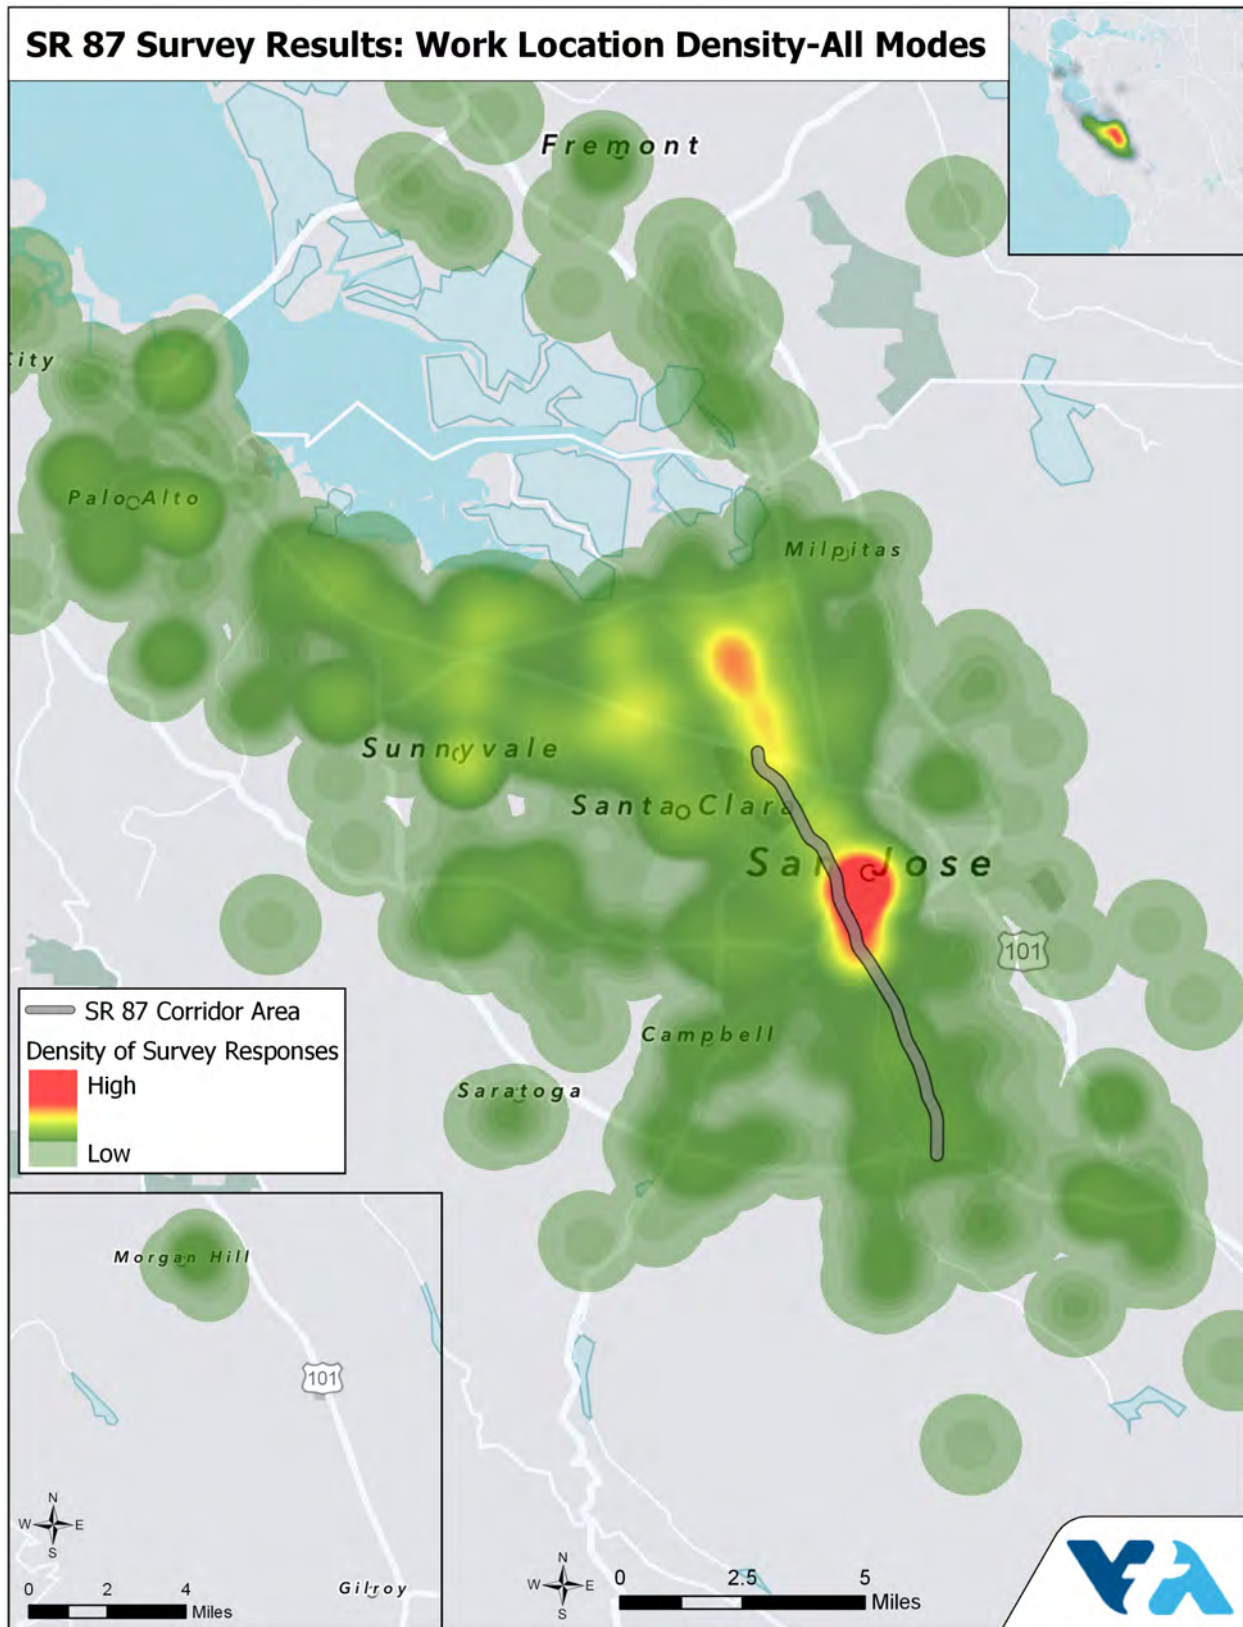 SR 87 Survey Results: Work Location Density-All Modes
Fremont
City
Palo Alto
Milpitas
Sunnyvale
Santa Clara
San Jose
101
SR 87 Corridor Area
Density of Survey Responses
High
Low
Campbell
Saratoga
Morgan Hill
101
Gilroy
N
W E
S
0 2 4
Miles
N
W E
S
0 2.5 5
Miles
VTA